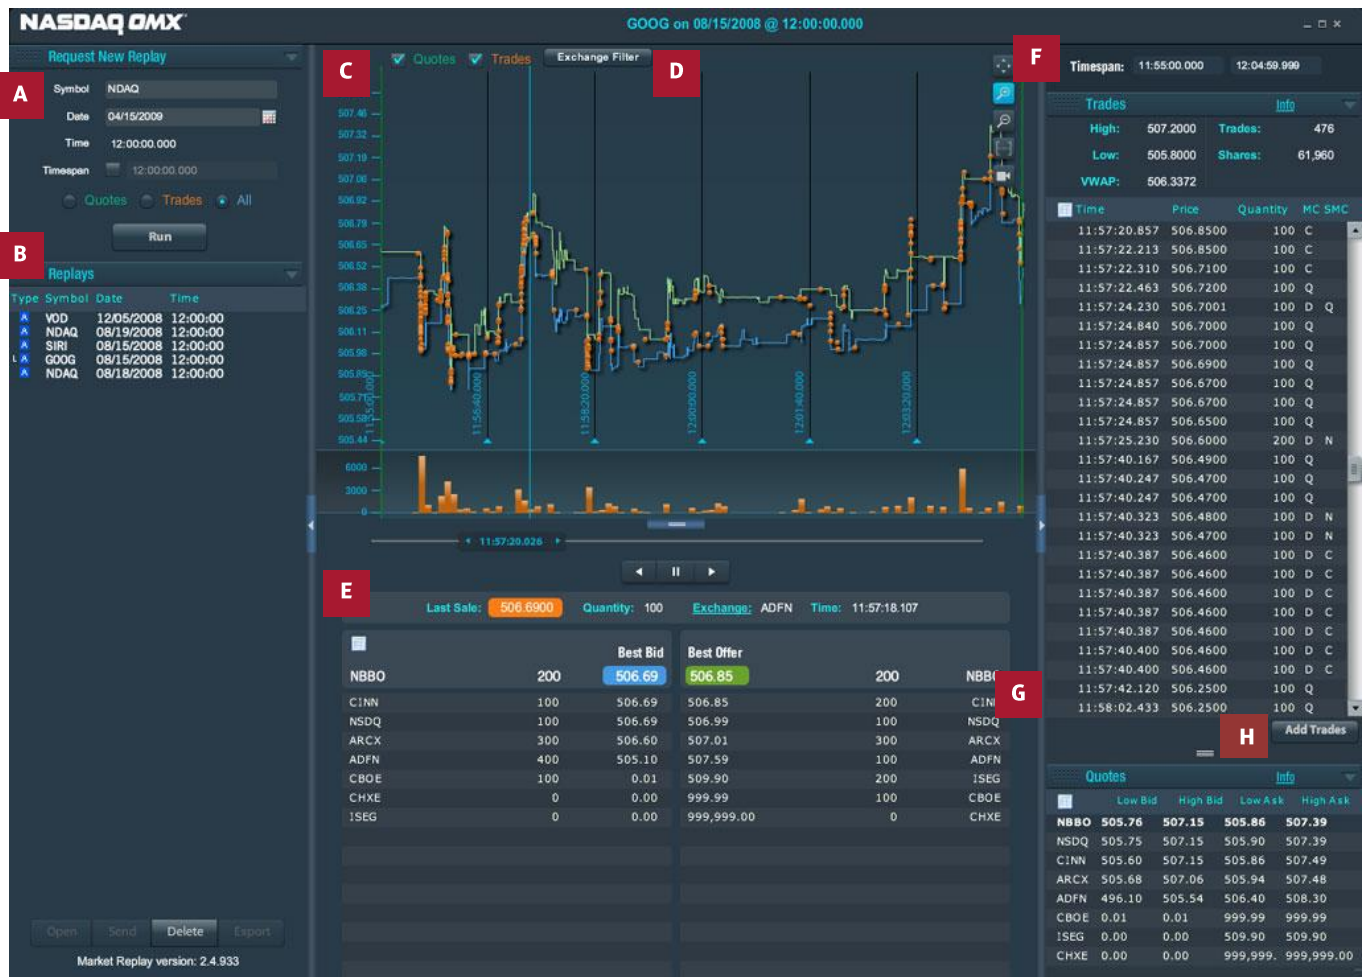 NASDAQ OMX
GOOG on 08/15/2008 @ 12:00:00.000
Request New Replay
A
Symbol NDAQ
Date 04/15/2009
Time 12:00:00.000
Timespan 12:00:00.000
Quotes Trades All
Run
B
Replays
Type Symbol Date Time
A VOD 12/05/2008 12:00:00
A NDAQ 08/19/2008 12:00:00
A SIRI 08/15/2008 12:00:00
L A GOOG 08/15/2008 12:00:00
A NDAQ 08/18/2008 12:00:00
Open Send Delete Export
Market Replay version: 2.4.933
C
Quotes Trades Exchange Filter
D
507.46
507.32
507.19
507.06
506.92
506.79
506.65
506.52
506.38
506.25
506.11
505.98
505.85
505.71
505.58
505.44
11:55:00.000
11:56:40.000
11:58:20.000
12:00:00.000
12:01:40.000
12:03:20.000
6000
3000
0
11:57:20.026
E
Last Sale: 506.6900 Quantity: 100 Exchange: ADFN Time: 11:57:18.107
Best Bid Best Offer
NBBO 200 506.69 506.85 200 NBBO
CINN 100 506.69 506.85 200 CINN
NSDQ 100 506.69 506.99 100 NSDQ
ARCX 300 506.60 507.01 300 ARCX
ADFN 400 505.10 507.59 100 ADFN
CBOE 100 0.01 509.90 200 ISEG
CHXE 0 0.00 999.99 100 CBOE
ISEG 0 0.00 999,999.00 0 CHXE
F
Timespan: 11:55:00.000 12:04:59.999
Trades Info
High: 507.2000 Trades: 476
Low: 505.8000 Shares: 61,960
VWAP: 506.3372
Time Price Quantity MC SMC
11:57:20.857 506.8500 100 C
11:57:22.213 506.8500 100 C
11:57:22.310 506.7100 100 C
11:57:22.463 506.7200 100 Q
11:57:24.230 506.7001 100 D Q
11:57:24.840 506.7000 100 Q
11:57:24.857 506.7000 100 Q
11:57:24.857 506.6900 100 Q
11:57:24.857 506.6700 100 Q
11:57:24.857 506.6700 100 Q
11:57:24.857 506.6500 100 Q
11:57:25.230 506.6000 200 D N
11:57:40.167 506.4900 100 Q
11:57:40.247 506.4700 100 Q
11:57:40.247 506.4700 100 Q
11:57:40.323 506.4800 100 D N
11:57:40.323 506.4700 100 D N
11:57:40.387 506.4600 100 D C
11:57:40.387 506.4600 100 D C
11:57:40.387 506.4600 100 D C
11:57:40.387 506.4600 100 D C
11:57:40.387 506.4600 100 D C
11:57:40.400 506.4600 100 D C
11:57:40.400 506.4600 100 D C
11:57:42.120 506.2500 100 Q
11:58:02.433 506.2500 100 Q
G
H
Add Trades
Quotes Info
Low Bid High Bid Low Ask High Ask
NBBO 505.76 507.15 505.86 507.39
NSDQ 505.75 507.15 505.90 507.39
CINN 505.60 507.15 505.86 507.49
ARCX 505.68 507.06 505.94 507.48
ADFN 496.10 505.54 506.40 508.30
CBOE 0.01 0.01 999.99 999.99
ISEG 0.00 0.00 509.90 509.90
CHXE 0.00 0.00 999,999. 999,999.00